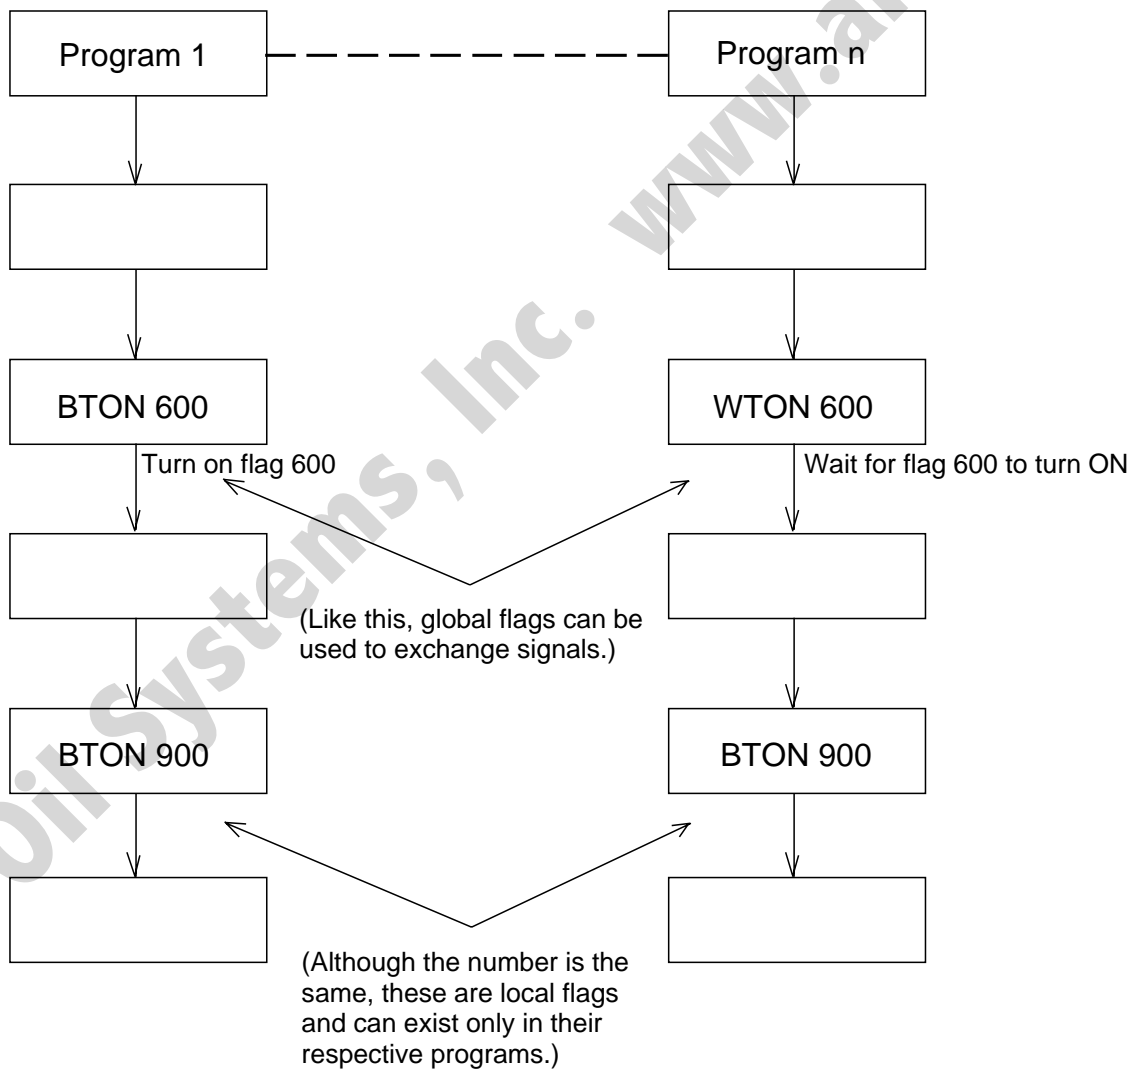 Program 1
Program n
BTON 600
WTON 600
Turn on flag 600
Wait for flag 600 to turn ON
(Like this, global flags can be
used to exchange signals.)
BTON 900
BTON 900
(Although the number is the
same, these are local flags
and can exist only in their
respective programs.)
Oil Systems, Inc. www.a